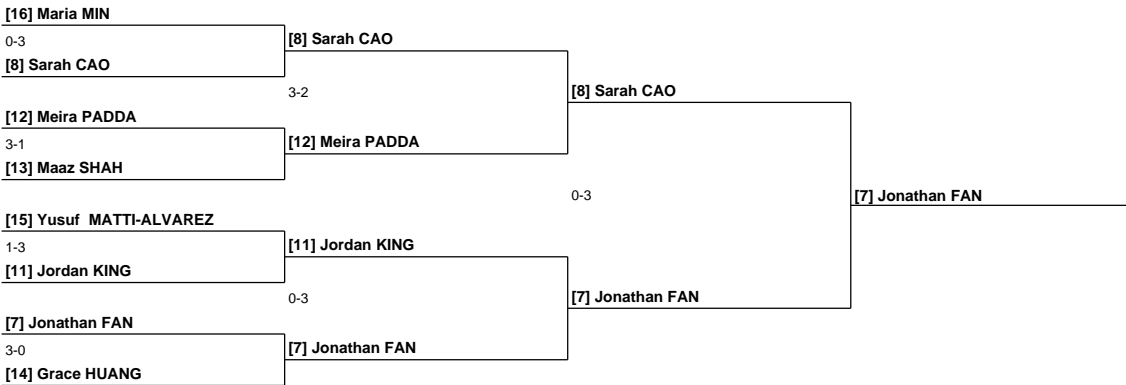 [16] Maria MIN
0-3
[8] Sarah CAO
[8] Sarah CAO
3-2
[8] Sarah CAO
[12] Meira PADDA
3-1
[12] Meira PADDA
[13] Maaz SHAH
0-3
[7] Jonathan FAN
[15] Yusuf  MATTI-ALVAREZ
1-3
[11] Jordan KING
[11] Jordan KING
0-3
[7] Jonathan FAN
[7] Jonathan FAN
3-0
[7] Jonathan FAN
[14] Grace HUANG